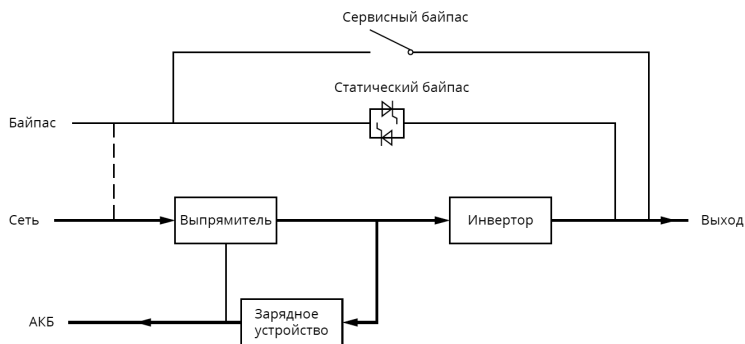 Сервисный байпас
Статический байпас
Байпас
Сеть
Выпрямитель
Инвертор
Выход
АКБ
Зарядное
устройство